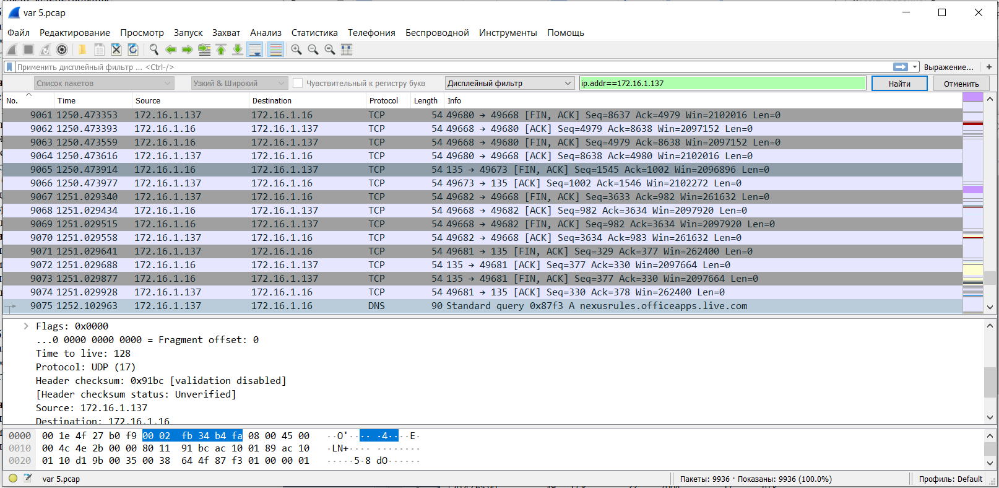 var 5.pcap
Файл Редактирование Просмотр Запуск Захват Анализ Статистика Телефония Беспроводной Инструменты Помощь
Применить дисплейный фильтр ... <Ctrl-/> Выражение... +
Список пакетов Узкий & Широкий Чувствительный к регистру букв Дисплейный фильтр ip.addr==172.16.1.137 Найти Отменить
No. Time Source Destination Protocol Length Info
9061 1250.473353 172.16.1.137 172.16.1.16 TCP 54 49680 → 49668 [FIN, ACK] Seq=8637 Ack=4979 Win=2102016 Len=0
9062 1250.473393 172.16.1.16 172.16.1.137 TCP 54 49668 → 49680 [ACK] Seq=4979 Ack=8638 Win=2097152 Len=0
9063 1250.473559 172.16.1.16 172.16.1.137 TCP 54 49668 → 49680 [FIN, ACK] Seq=4979 Ack=8638 Win=2097152 Len=0
9064 1250.473616 172.16.1.137 172.16.1.16 TCP 54 49680 → 49668 [ACK] Seq=8638 Ack=4980 Win=2102016 Len=0
9065 1250.473914 172.16.1.16 172.16.1.137 TCP 54 135 → 49673 [FIN, ACK] Seq=1545 Ack=1002 Win=2096896 Len=0
9066 1250.473977 172.16.1.137 172.16.1.16 TCP 54 49673 → 135 [ACK] Seq=1002 Ack=1546 Win=2102272 Len=0
9067 1251.029340 172.16.1.137 172.16.1.16 TCP 54 49682 → 49668 [FIN, ACK] Seq=3633 Ack=982 Win=261632 Len=0
9068 1251.029434 172.16.1.16 172.16.1.137 TCP 54 49668 → 49682 [ACK] Seq=982 Ack=3634 Win=2097920 Len=0
9069 1251.029515 172.16.1.16 172.16.1.137 TCP 54 49668 → 49682 [FIN, ACK] Seq=982 Ack=3634 Win=2097920 Len=0
9070 1251.029558 172.16.1.137 172.16.1.16 TCP 54 49682 → 49668 [ACK] Seq=3634 Ack=983 Win=261632 Len=0
9071 1251.029641 172.16.1.137 172.16.1.16 TCP 54 49681 → 135 [FIN, ACK] Seq=329 Ack=377 Win=262400 Len=0
9072 1251.029688 172.16.1.16 172.16.1.137 TCP 54 135 → 49681 [ACK] Seq=377 Ack=330 Win=2097664 Len=0
9073 1251.029877 172.16.1.16 172.16.1.137 TCP 54 135 → 49681 [FIN, ACK] Seq=377 Ack=330 Win=2097664 Len=0
9074 1251.029928 172.16.1.137 172.16.1.16 TCP 54 49681 → 135 [ACK] Seq=330 Ack=378 Win=262400 Len=0
9075 1252.102963 172.16.1.137 172.16.1.16 DNS 90 Standard query 0x87f3 A nexusrules.officeapps.live.com
Flags: 0x0000
...0 0000 0000 0000 = Fragment offset: 0
Time to live: 128
Protocol: UDP (17)
Header checksum: 0x91bc [validation disabled]
[Header checksum status: Unverified]
Source: 172.16.1.137
Destination: 172.16.1.16
0000 00 1e 4f 27 b0 f9 00 02 fb 34 b4 fa 08 00 45 00 ··O'·· ··4···E·
0010 00 4c 4e 2b 00 00 80 11 91 bc ac 10 01 89 ac 10 ·LN+···· ········
0020 01 10 d1 9b 00 35 00 38 64 4f 87 f3 01 00 00 01 ·····5·8 dO······
var 5.pcap Пакеты: 9936 · Показаны: 9936 (100.0%) Профиль: Default